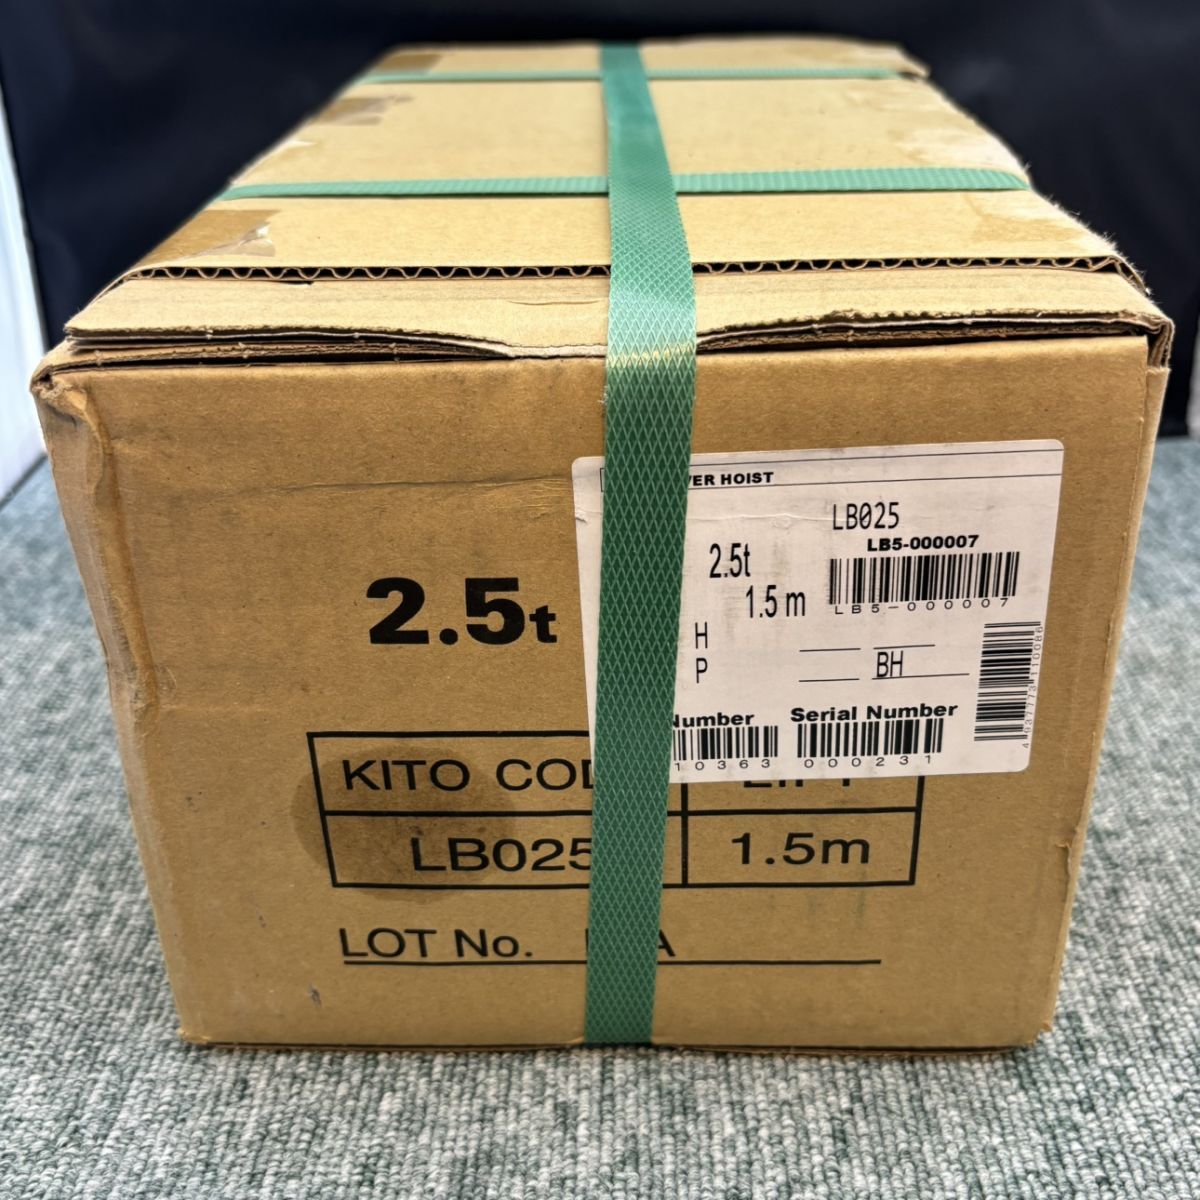 VER HOIST
LB025
LB5-000007
2.5t
LB5-000007
1.5 m
H
P
BH
4937773110086
Number
Serial Number
10363
000231
2.5t
KITO COD
LB025
1.5m
LOT No.
A